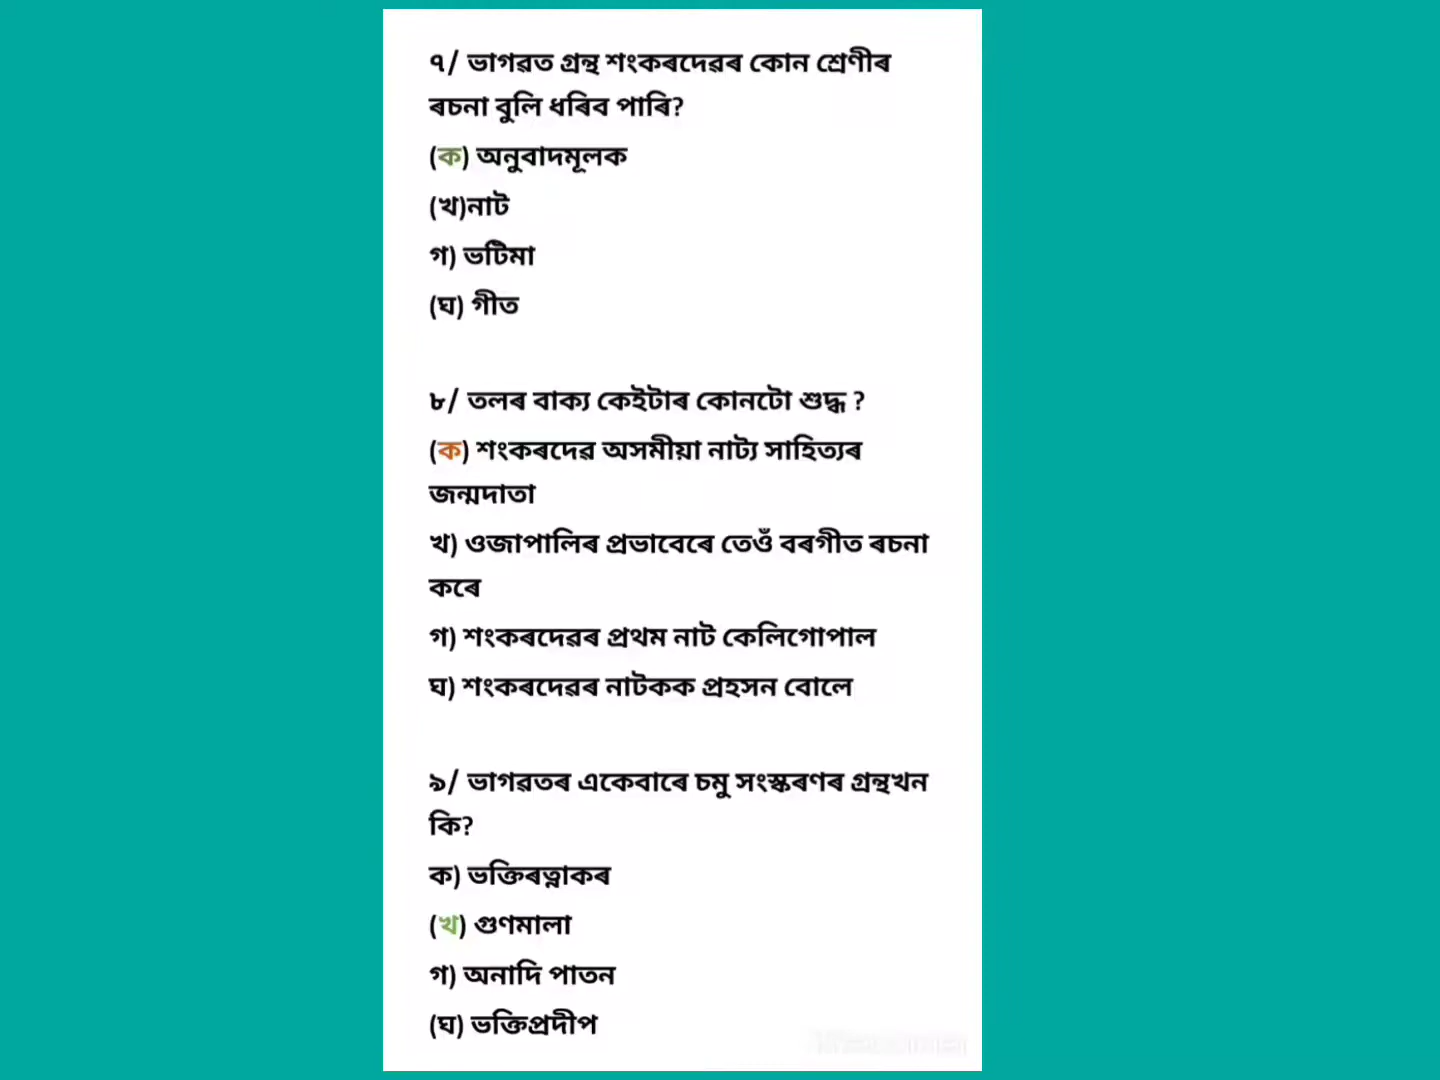 ৭/ ভাগৱত গ্ৰন্থ শংকৰদেৱৰ কোন শ্ৰেণীৰ
ৰচনা বুলি ধৰিব পাৰি?
(ক) অনুবাদমূলক
(খ)নাট
গ) ভটিমা
(ঘ) গীত
৮/ তলৰ বাক্য কেইটাৰ কোনটো শুদ্ধ ?
(ক) শংকৰদেৱ অসমীয়া নাট্য সাহিত্যৰ
জন্মদাতা
খ) ওজাপালিৰ প্ৰভাবেৰে তেওঁ বৰগীত ৰচনা
কৰে
গ) শংকৰদেৱৰ প্ৰথম নাট কেলিগোপাল
ঘ) শংকৰদেৱৰ নাটকক প্ৰহসন বোলে
৯/ ভাগৱতৰ একেবাৰে চমু সংস্কৰণৰ গ্ৰন্থখন
কি?
ক) ভক্তিৰত্নাকৰ
(খ) গুণমালা
গ) অনাদি পাতন
(ঘ) ভক্তিপ্ৰদীপ